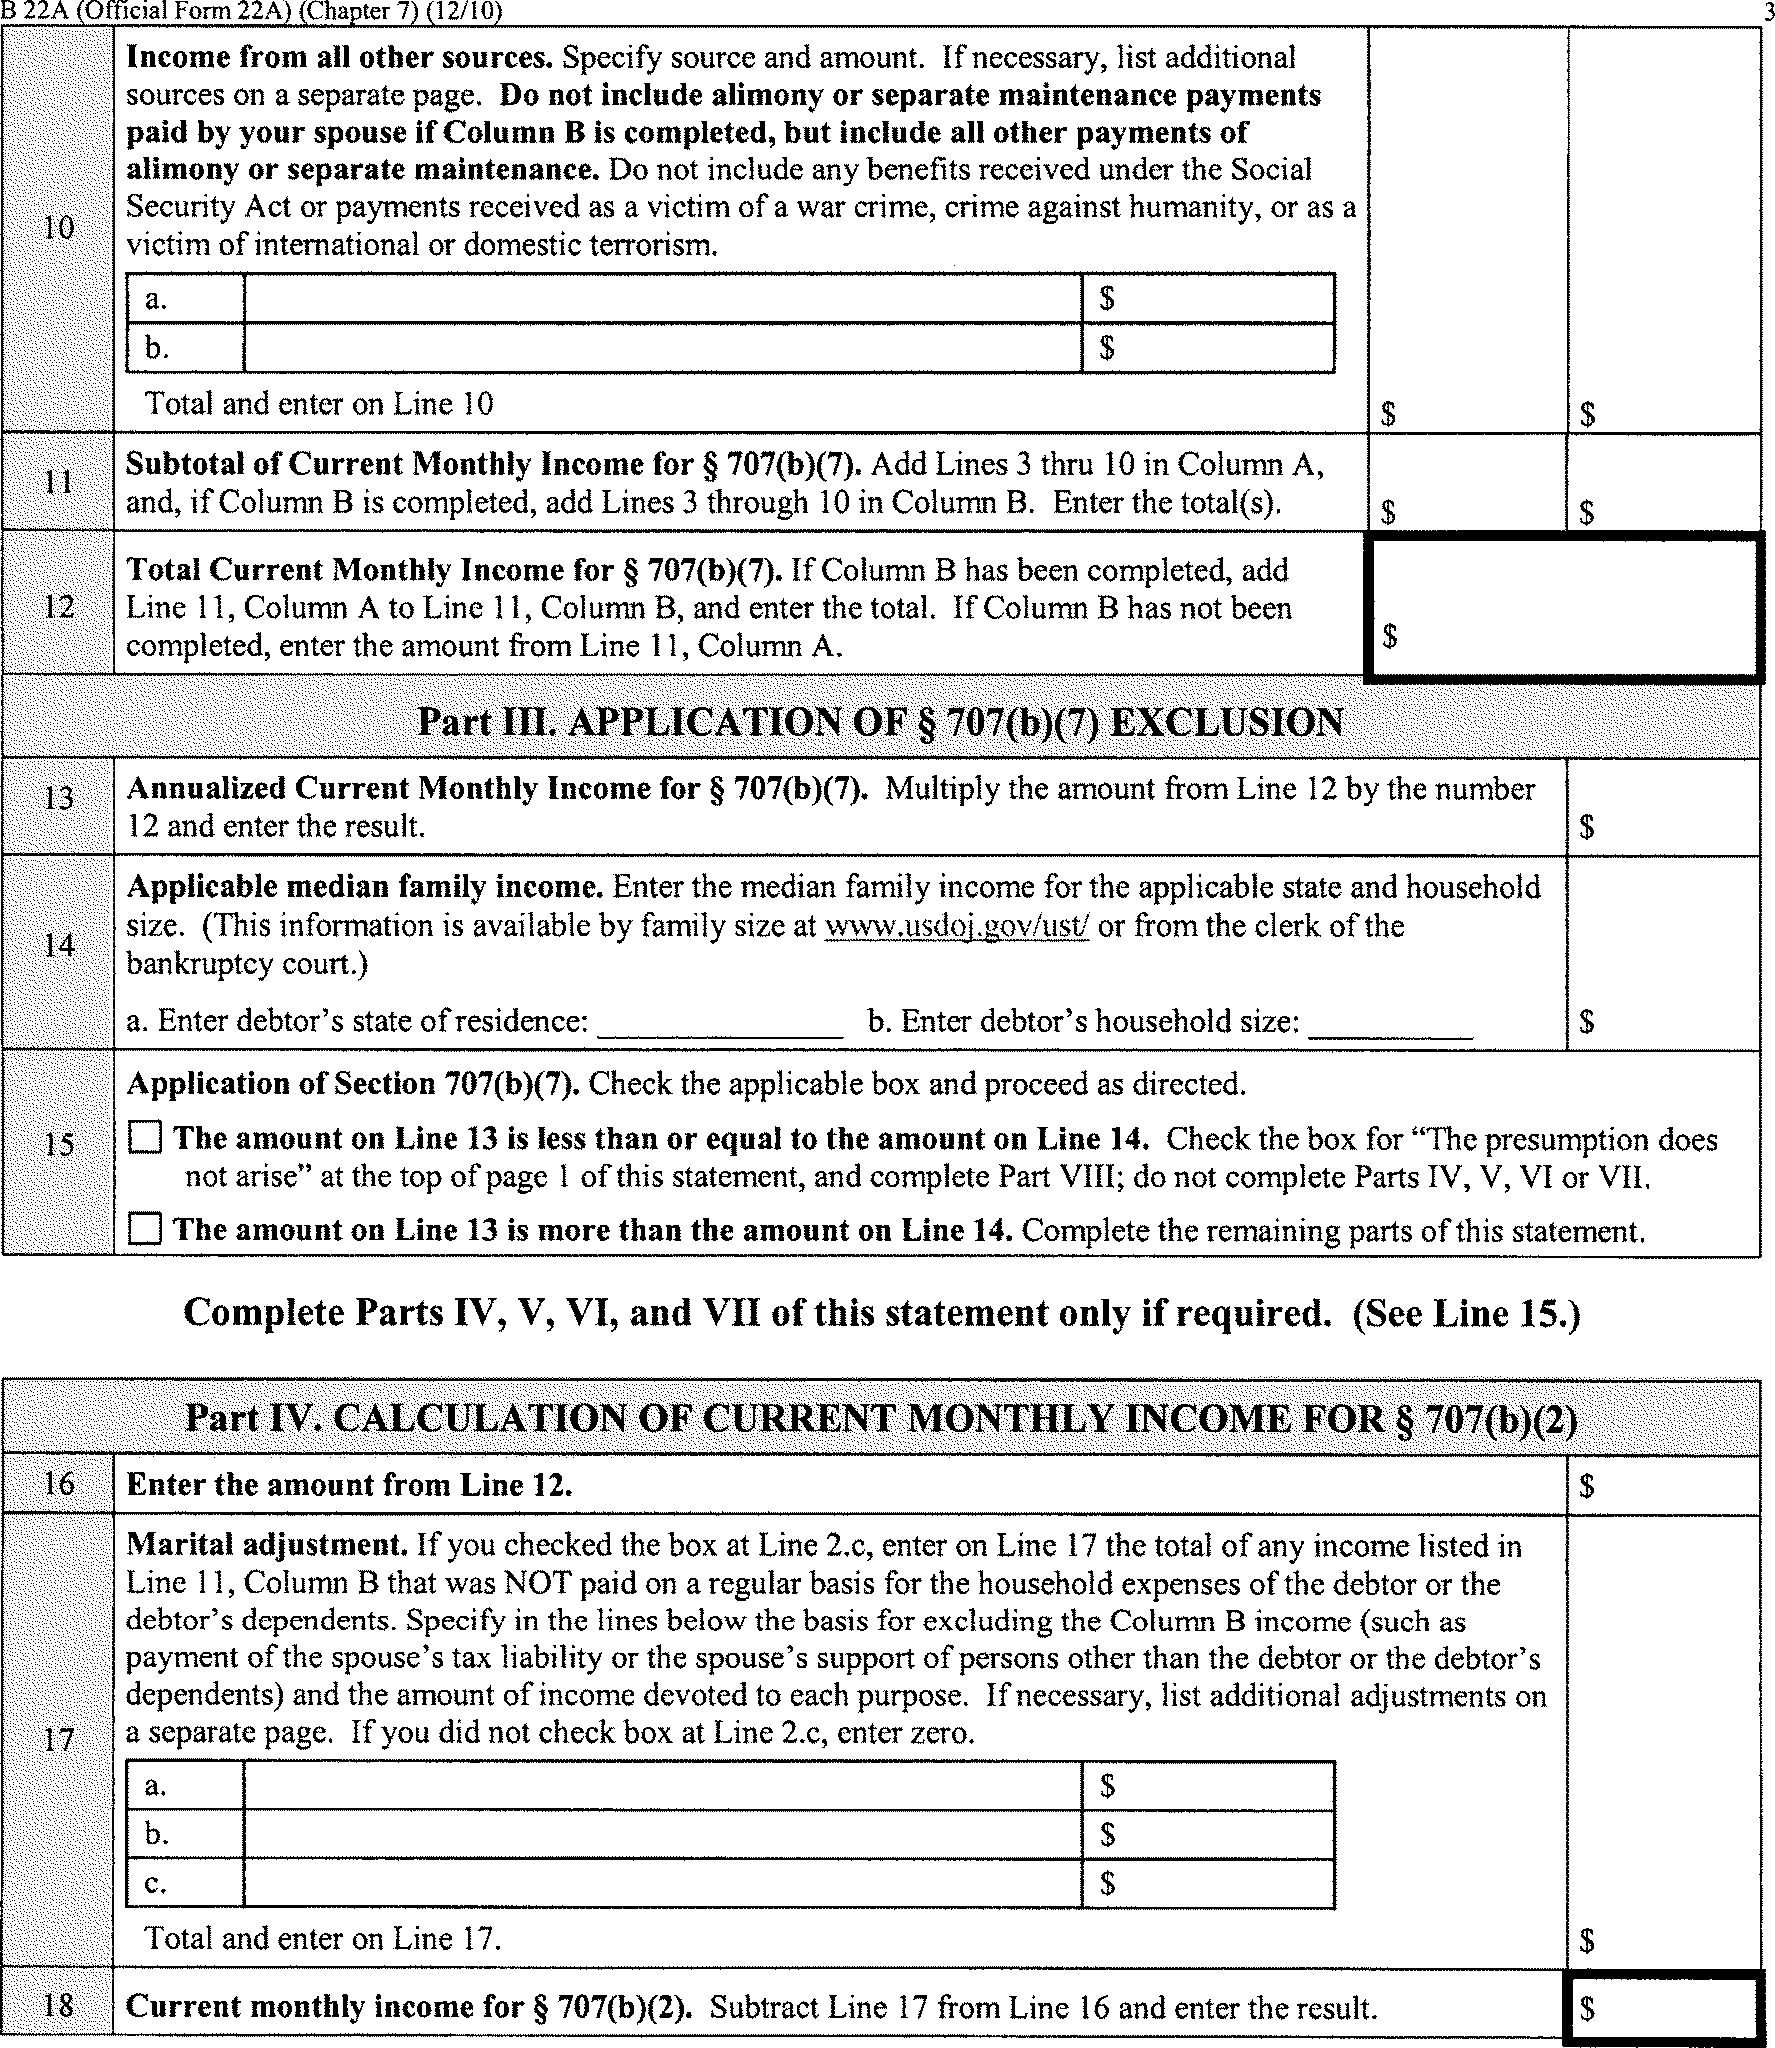 B 22A (Official Form 22A) (Chapter 7) (12/10) 3
Income from all other sources. Specify source and amount. If necessary, list additional
sources on a separate page. Do not include alimony or separate maintenance payments
paid by your spouse if Column B is completed, but include all other payments of
alimony or separate maintenance. Do not include any benefits received under the Social
Security Act or payments received as a victim of a war crime, crime against humanity, or as a
10
victim of international or domestic terrorism.
a. $
b. $
Total and enter on Line 10
$ $
11
Subtotal of Current Monthly Income for § 707(b)(7). Add Lines 3 thru 10 in Column A,
and, if Column B is completed, add Lines 3 through 10 in Column B. Enter the total(s).
$ $
Total Current Monthly Income for § 707(b)(7). If Column B has been completed, add
12 Line 11, Column A to Line 11, Column B, and enter the total. If Column B has not been
completed, enter the amount from Line 11, Column A.
$
Part III. APPLICATION OF § 707(b)(7) EXCLUSION
13 Annualized Current Monthly Income for § 707(b)(7). Multiply the amount from Line 12 by the number
12 and enter the result. $
Applicable median family income. Enter the median family income for the applicable state and household
size. (This information is available by family size at www.usdoj.gov/ust/ or from the clerk of the
14
bankruptcy court.)
a. Enter debtor's state of residence: _______________ b. Enter debtor's household size: __________ $
Application of Section 707(b)(7). Check the applicable box and proceed as directed.
15 ☐ The amount on Line 13 is less than or equal to the amount on Line 14. Check the box for “The presumption does
not arise” at the top of page 1 of this statement, and complete Part VIII; do not complete Parts IV, V, VI or VII.
☐ The amount on Line 13 is more than the amount on Line 14. Complete the remaining parts of this statement.
Complete Parts IV, V, VI, and VII of this statement only if required. (See Line 15.)
Part IV. CALCULATION OF CURRENT MONTHLY INCOME FOR § 707(b)(2)
16 Enter the amount from Line 12. $
Marital adjustment. If you checked the box at Line 2.c, enter on Line 17 the total of any income listed in
Line 11, Column B that was NOT paid on a regular basis for the household expenses of the debtor or the
debtor's dependents. Specify in the lines below the basis for excluding the Column B income (such as
payment of the spouse's tax liability or the spouse's support of persons other than the debtor or the debtor's
dependents) and the amount of income devoted to each purpose. If necessary, list additional adjustments on
17 a separate page. If you did not check box at Line 2.c, enter zero.
a. $
b. $
c. $
Total and enter on Line 17. $
18 Current monthly income for § 707(b)(2). Subtract Line 17 from Line 16 and enter the result. $